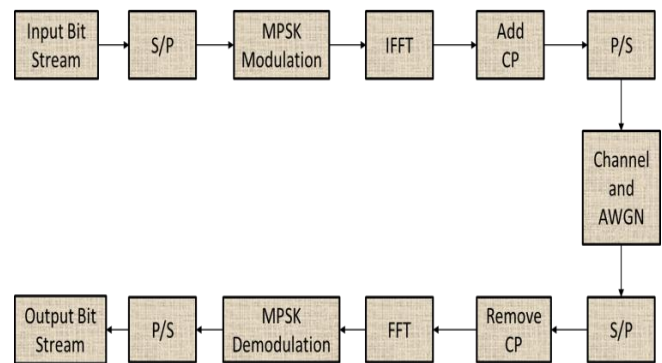 Input Bit
Stream
S/P
MPSK
Modulation
IFFT
Add
CP
P/S
Channel
and
AWGN
S/P
Remove
CP
FFT
MPSK
Demodulation
P/S
Output Bit
Stream